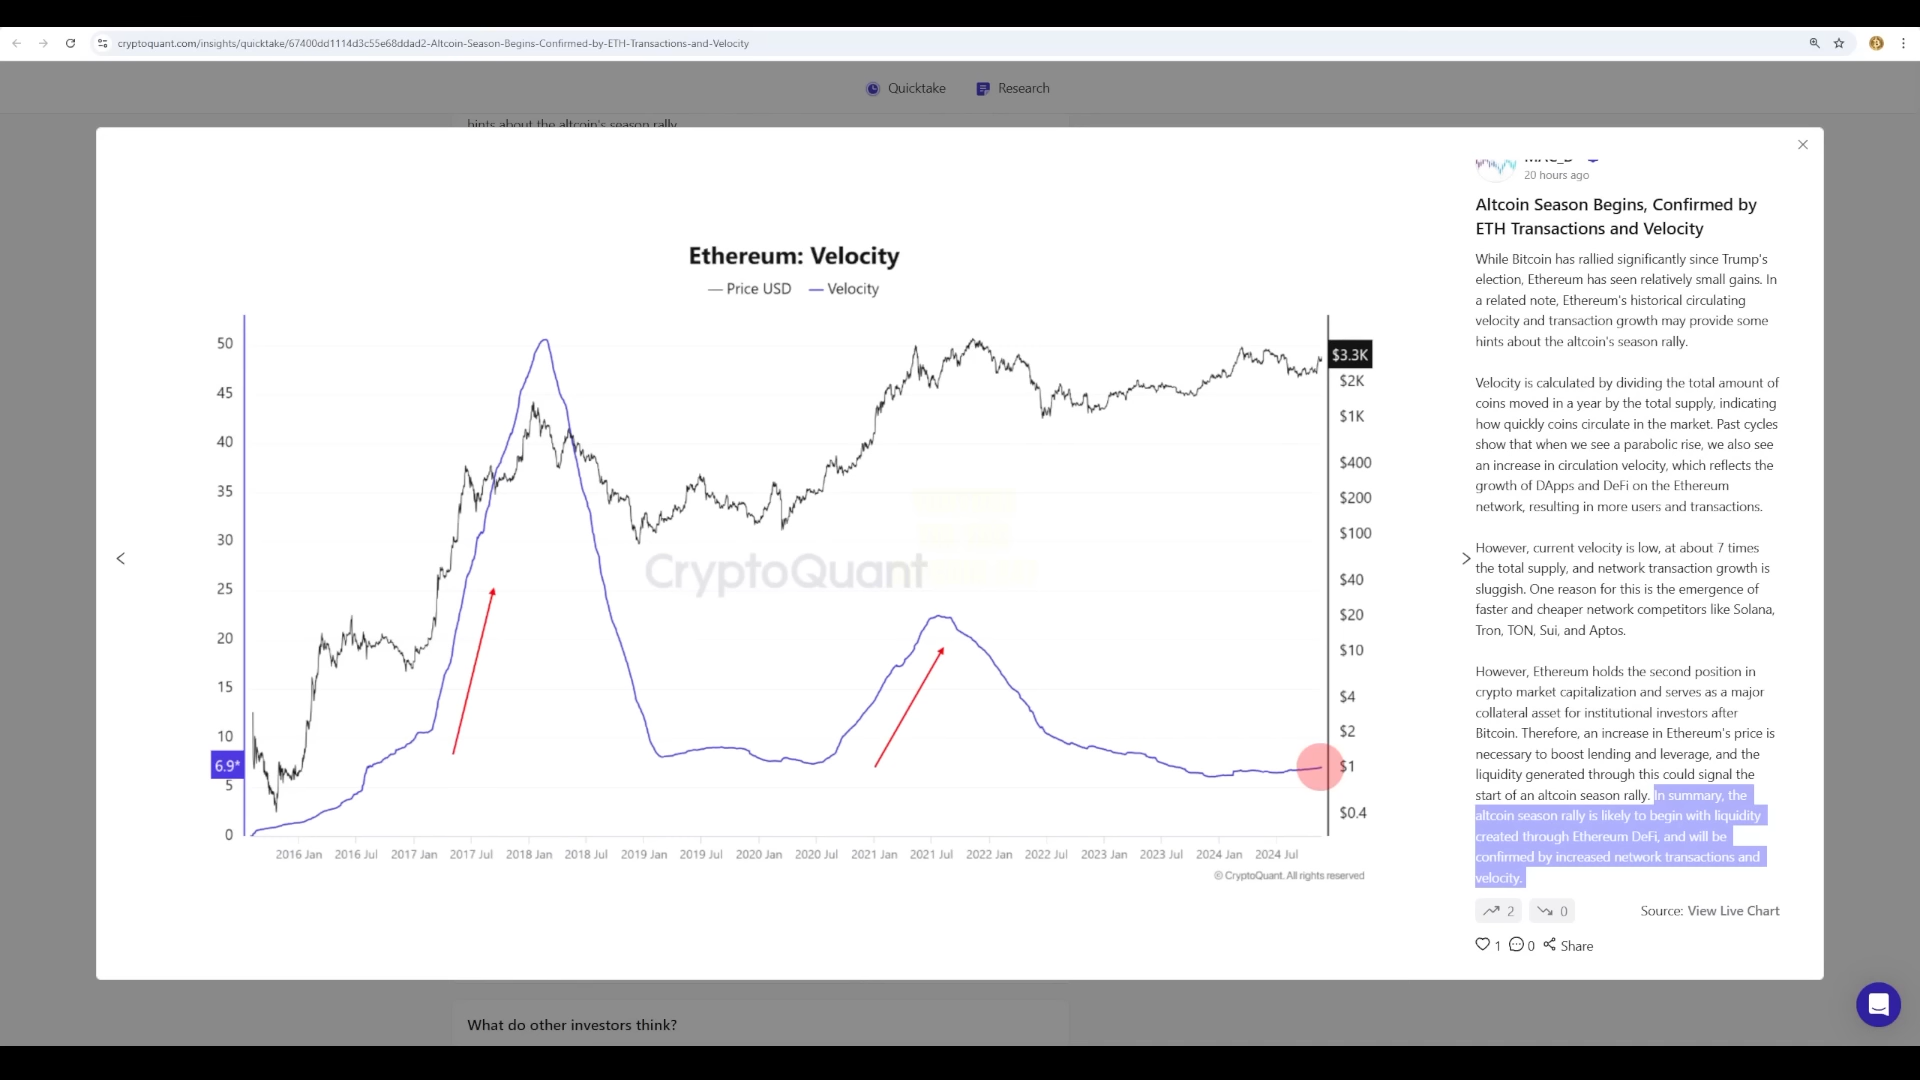 cryptoquant.com/insights/quicktake/67400dd1114d3c55e68ddad2-Altcoin-Season-Begins-Confirmed-by-ETH-Transactions-and-Velocity
Quicktake
Research
hints about the altcoin's season rally.
Ethereum: Velocity
Price USD
Velocity
50
45
40
35
30
25
20
15
10
6.9*
5
0
$3.3K
$2K
$1K
$400
$200
$100
$40
$20
$10
$4
$2
$1
$0.4
2016 Jan
2016 Jul
2017 Jan
2017 Jul
2018 Jan
2018 Jul
2019 Jan
2019 Jul
2020 Jan
2020 Jul
2021 Jan
2021 Jul
2022 Jan
2022 Jul
2023 Jan
2023 Jul
2024 Jan
2024 Jul
CryptoQuant
© CryptoQuant. All rights reserved
MAC_D
20 hours ago
Altcoin Season Begins, Confirmed by
ETH Transactions and Velocity
While Bitcoin has rallied significantly since Trump's
election, Ethereum has seen relatively small gains. In
a related note, Ethereum's historical circulating
velocity and transaction growth may provide some
hints about the altcoin's season rally.
Velocity is calculated by dividing the total amount of
coins moved in a year by the total supply, indicating
how quickly coins circulate in the market. Past cycles
show that when we see a parabolic rise, we also see
an increase in circulation velocity, which reflects the
growth of DApps and DeFi on the Ethereum
network, resulting in more users and transactions.
However, current velocity is low, at about 7 times
the total supply, and network transaction growth is
sluggish. One reason for this is the emergence of
faster and cheaper network competitors like Solana,
Tron, TON, Sui, and Aptos.
However, Ethereum holds the second position in
crypto market capitalization and serves as a major
collateral asset for institutional investors after
Bitcoin. Therefore, an increase in Ethereum's price is
necessary to boost lending and leverage, and the
liquidity generated through this could signal the
start of an altcoin season rally. In summary, the
altcoin season rally is likely to begin with liquidity
created through Ethereum DeFi, and will be
confirmed by increased network transactions and
velocity.
2
0
Source: View Live Chart
1
0
Share
What do other investors think?